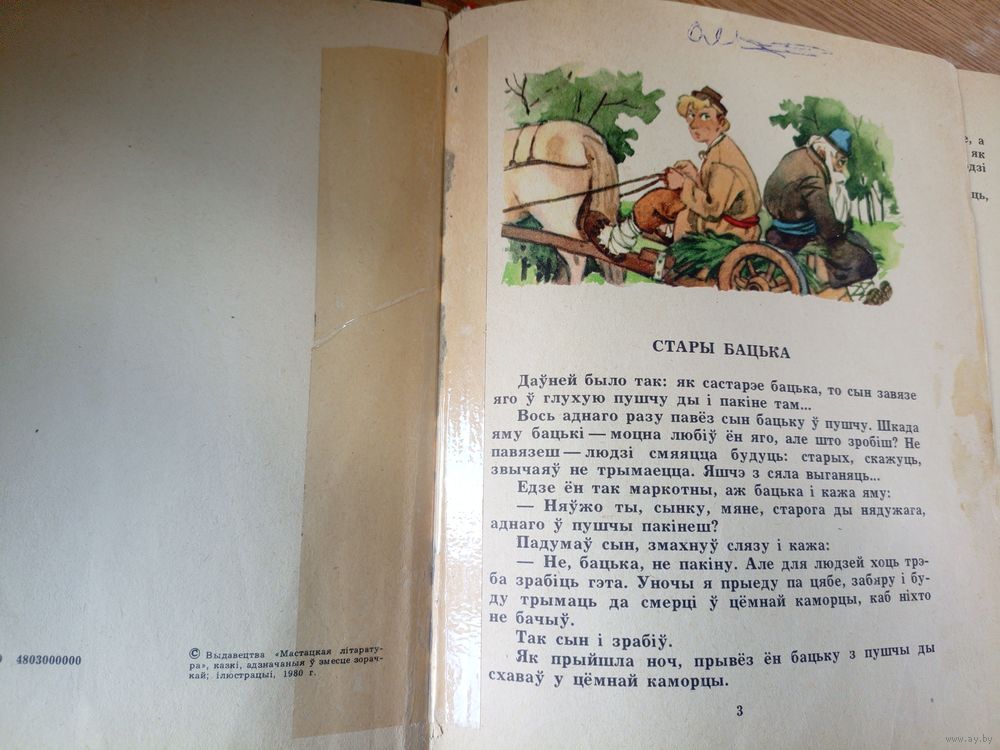 4803000000
© Выдавецтва «Мастацкая літарату-
ра», казкі, адзначаныя ў змесце зорач-
кай; ілюстрацыі, 1980 г.
СТАРЫ БАЦЬКА
Даўней было так: як састарэе бацька, то сын завязе
яго ў глухую пушчу ды і пакіне там...
Вось аднаго разу павёз сын бацьку ў пушчу. Шкада
яму бацькі — моцна любіў ён яго, але што зробіш? Не
павязеш — людзі смяяцца будуць: старых, скажуць,
звычаяў не трымаецца. Яшчэ з сяла выганяць...
Едзе ён так маркотны, аж бацька і кажа яму:
— Няўжо ты, сынку, мяне, старога ды нядужага,
аднаго ў пушчы пакінеш?
Падумаў сын, змахнуў слязу і кажа:
— Не, бацька, не пакіну. Але для людзей хоць трэ-
ба зрабіць гэта. Уночы я прыеду па цябе, забяру і бу-
ду трымаць да смерці ў цёмнай каморцы, каб ніхто
не бачыў.
Так сын і зрабіў.
Як прыйшла ноч, прывёз ён бацьку з пушчы ды
схаваў у цёмнай каморцы.
3
а
як
www.ay.by